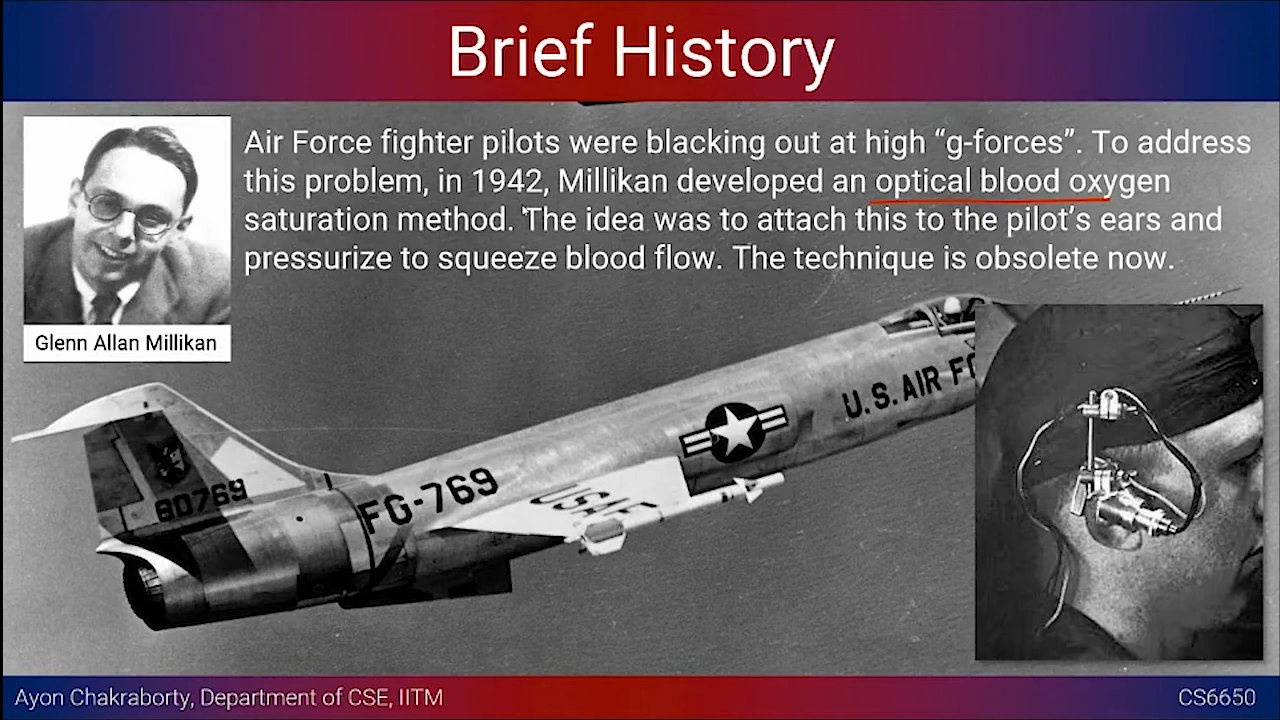 Brief History
Air Force fighter pilots were blacking out at high “g-forces”. To address
this problem, in 1942, Millikan developed an optical blood oxygen
saturation method. The idea was to attach this to the pilot’s ears and
pressurize to squeeze blood flow. The technique is obsolete now.
Glenn Allan Millikan
U.S. AIR FO
80769
FG-769
USAF
Ayon Chakraborty, Department of CSE, IITM
CS6650